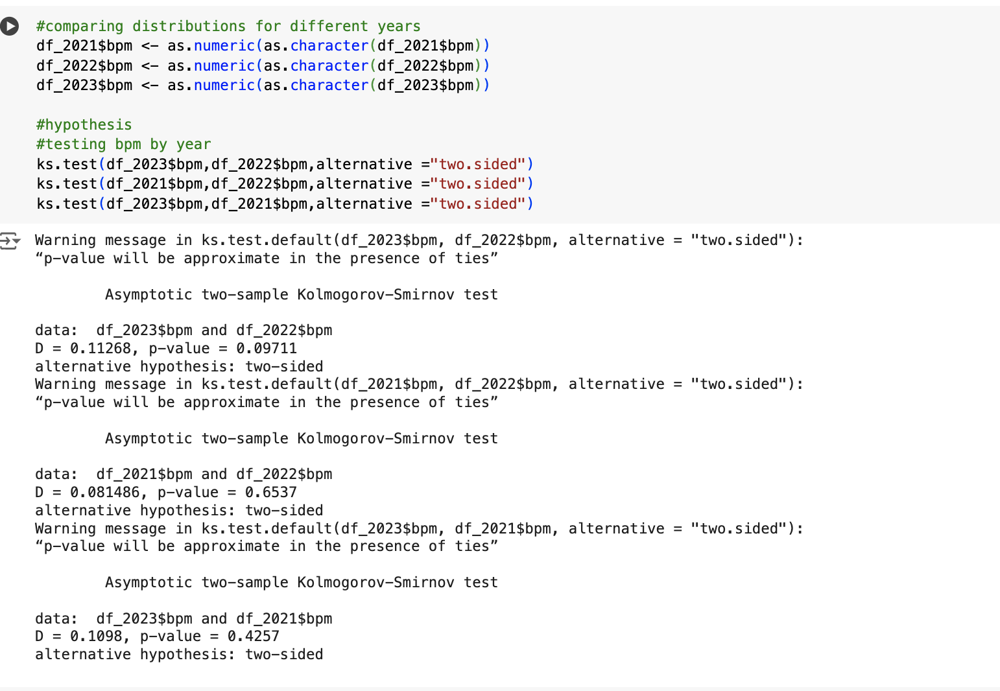 #comparing distributions for different years
df_2021$bpm <- as.numeric(as.character(df_2021$bpm))
df_2022$bpm <- as.numeric(as.character(df_2022$bpm))
df_2023$bpm <- as.numeric(as.character(df_2023$bpm))
#hypothesis
#testing bpm by year
ks.test(df_2023$bpm,df_2022$bpm,alternative ="two.sided")
ks.test(df_2021$bpm,df_2022$bpm,alternative ="two.sided")
ks.test(df_2023$bpm,df_2021$bpm,alternative ="two.sided")
Warning message in ks.test.default(df_2023$bpm, df_2022$bpm, alternative = "two.sided"):
“p-value will be approximate in the presence of ties”
Asymptotic two-sample Kolmogorov-Smirnov test
data:  df_2023$bpm and df_2022$bpm
D = 0.11268, p-value = 0.09711
alternative hypothesis: two-sided
Warning message in ks.test.default(df_2021$bpm, df_2022$bpm, alternative = "two.sided"):
“p-value will be approximate in the presence of ties”
Asymptotic two-sample Kolmogorov-Smirnov test
data:  df_2021$bpm and df_2022$bpm
D = 0.081486, p-value = 0.6537
alternative hypothesis: two-sided
Warning message in ks.test.default(df_2023$bpm, df_2021$bpm, alternative = "two.sided"):
“p-value will be approximate in the presence of ties”
Asymptotic two-sample Kolmogorov-Smirnov test
data:  df_2023$bpm and df_2021$bpm
D = 0.1098, p-value = 0.4257
alternative hypothesis: two-sided